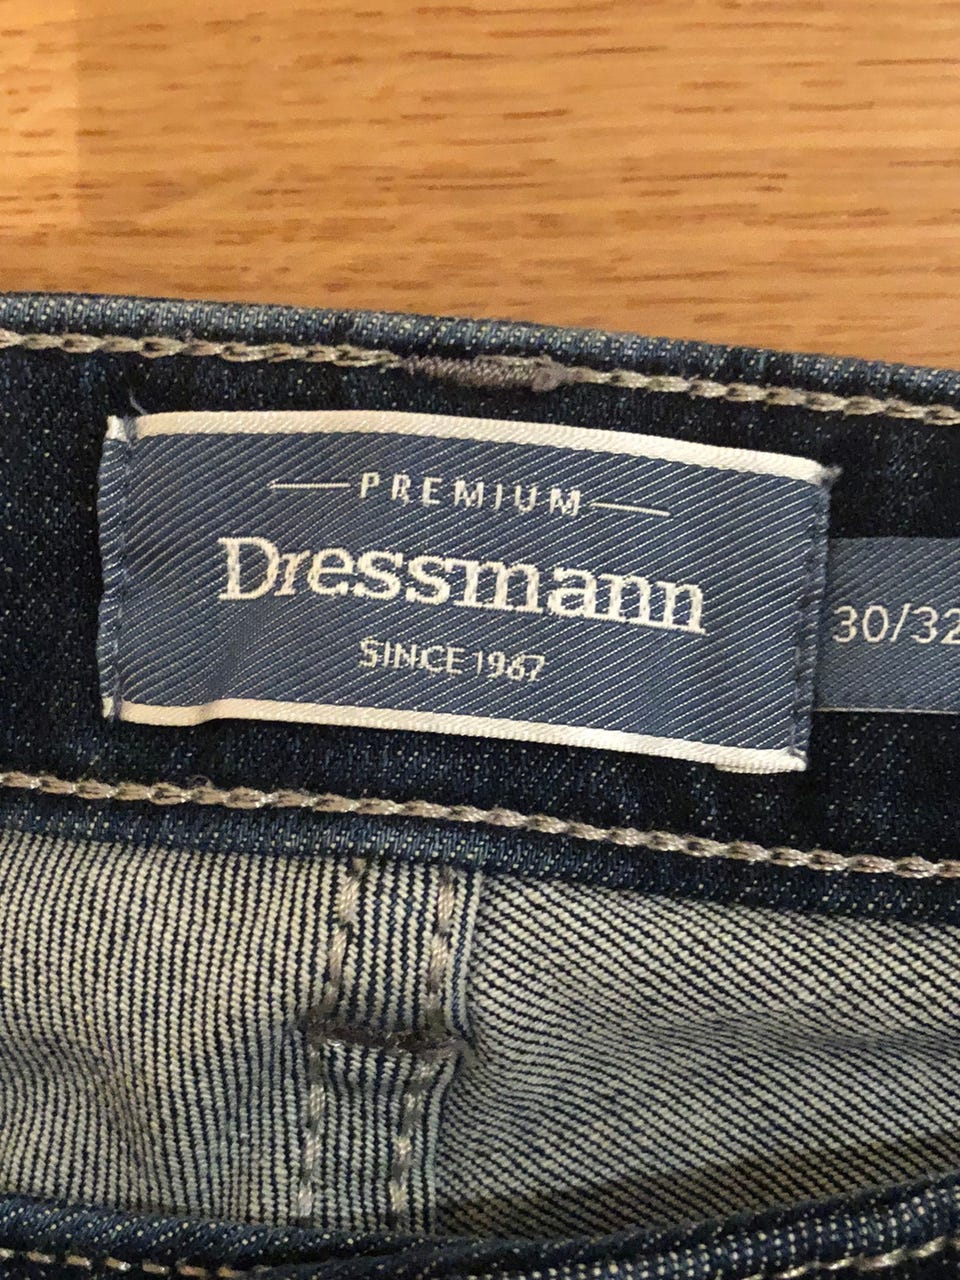 PREMIUM
Dressmann
SINCE 1967
30/32